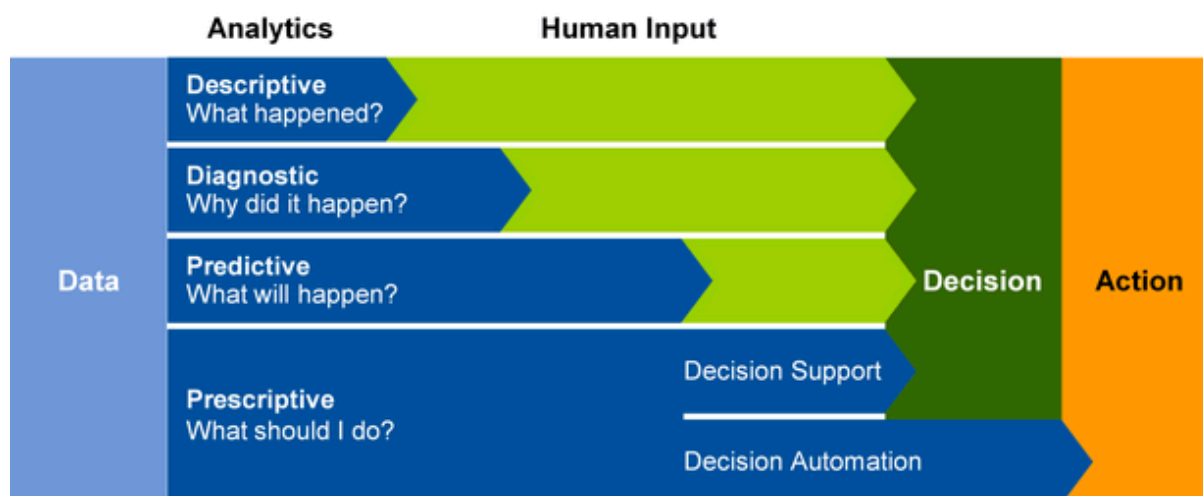 Analytics
Human Input
Descriptive
What happened?
Diagnostic
Why did it happen?
Predictive
What will happen?
Data
Decision
Action
Decision Support
Prescriptive
What should I do?
Decision Automation